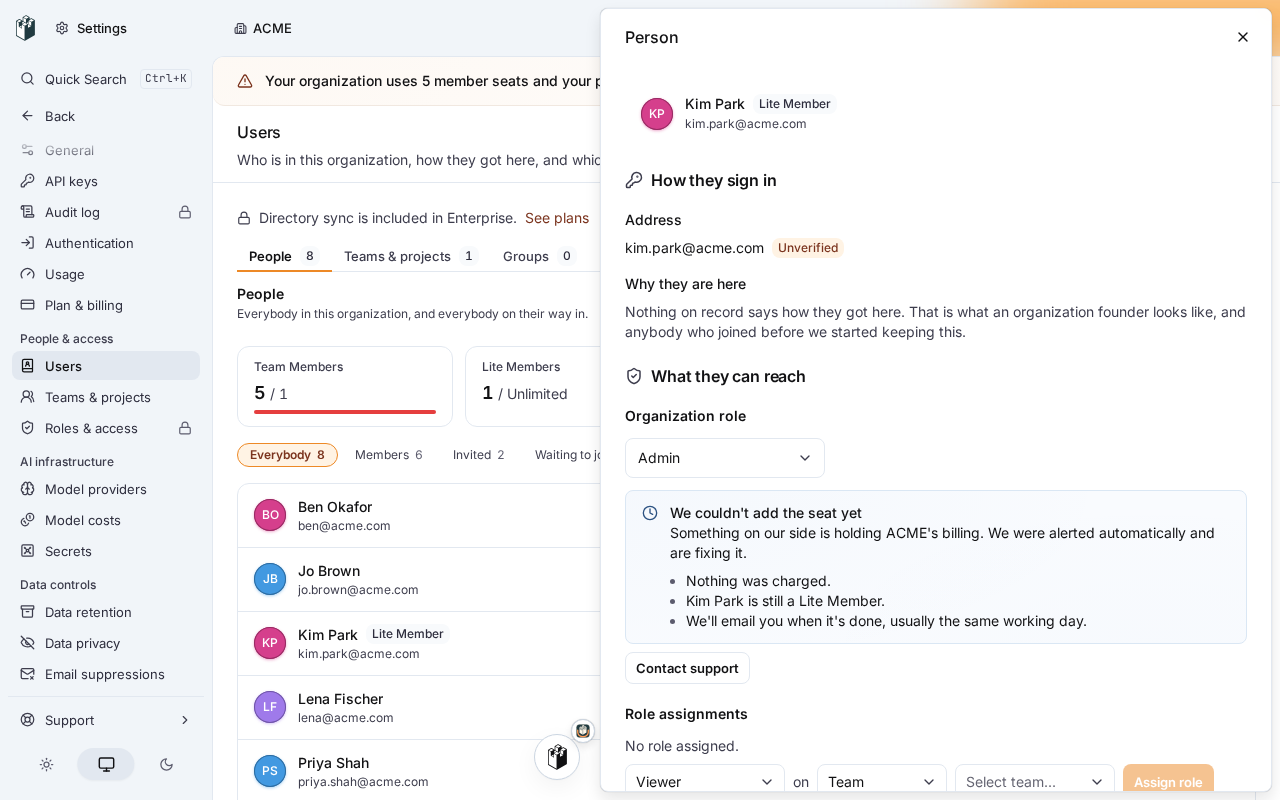 Settings
ACME
Quick Search
Ctrl+K
Back
General
API keys
Audit log
Authentication
Usage
Plan & billing
People & access
Users
Teams & projects
Roles & access
AI infrastructure
Model providers
Model costs
Secrets
Data controls
Data retention
Data privacy
Email suppressions
Support
Your organization uses 5 member seats and your p
Users
Who is in this organization, how they got here, and whic
Directory sync is included in Enterprise. See plans
People 8
Teams & projects 1
Groups 0
People
Everybody in this organization, and everybody on their way in.
Team Members
5 / 1
Lite Members
1 / Unlimited
Everybody 8
Members 6
Invited 2
Waiting to jo
BO
Ben Okafor
ben@acme.com
JB
Jo Brown
jo.brown@acme.com
KP
Kim Park
Lite Member
kim.park@acme.com
LF
Lena Fischer
lena@acme.com
PS
Priya Shah
priya.shah@acme.com
Person
KP
Kim Park
Lite Member
kim.park@acme.com
How they sign in
Address
kim.park@acme.com
Unverified
Why they are here
Nothing on record says how they got here. That is what an organization founder looks like, and
anybody who joined before we started keeping this.
What they can reach
Organization role
Admin
We couldn't add the seat yet
Something on our side is holding ACME's billing. We were alerted automatically and
are fixing it.
Nothing was charged.
Kim Park is still a Lite Member.
We'll email you when it's done, usually the same working day.
Contact support
Role assignments
No role assigned.
Viewer
on
Team
Select team...
Assign role